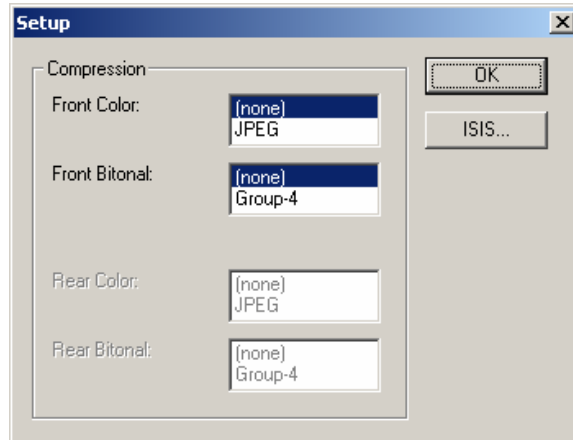 Setup
Compression
OK
Front Color:
(none)
JPEG
ISIS...
Front Bitonal:
(none)
Group-4
Rear Color:
(none)
JPEG
Rear Bitonal:
(none)
Group-4